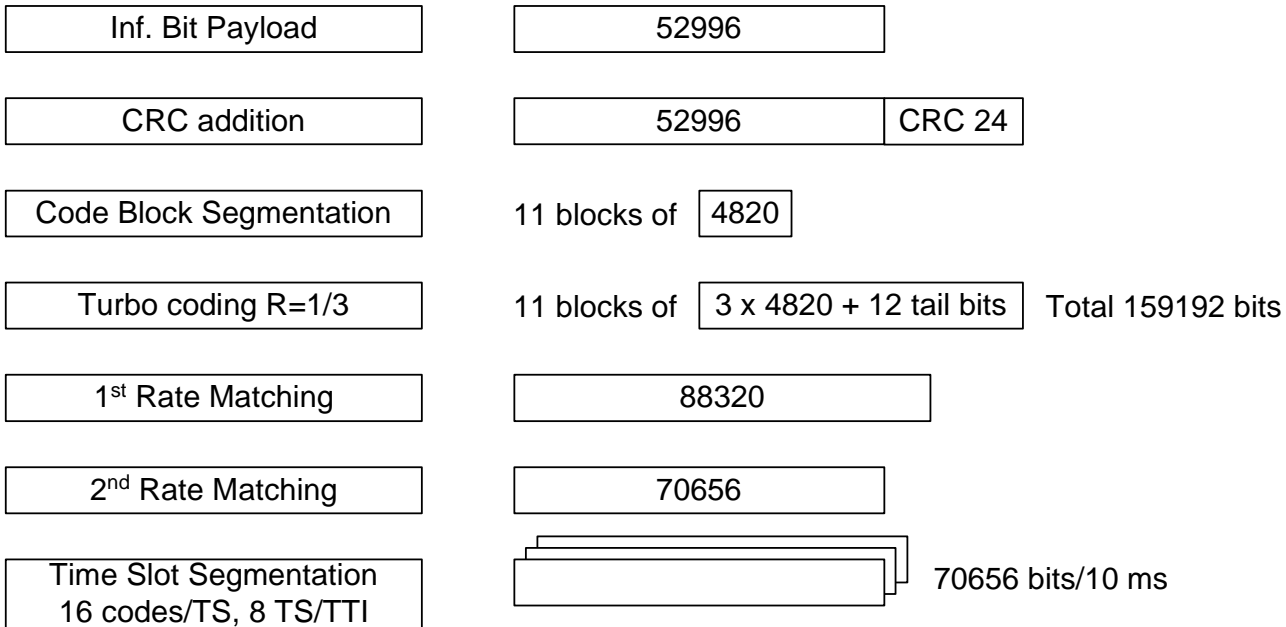 Inf. Bit Payload 52996
CRC addition 52996 CRC 24
Code Block Segmentation 11 blocks of 4820
Turbo coding R=1/3 11 blocks of 3 x 4820 + 12 tail bits Total 159192 bits
1st Rate Matching 88320
2nd Rate Matching 70656
Time Slot Segmentation
16 codes/TS, 8 TS/TTI
70656 bits/10 ms